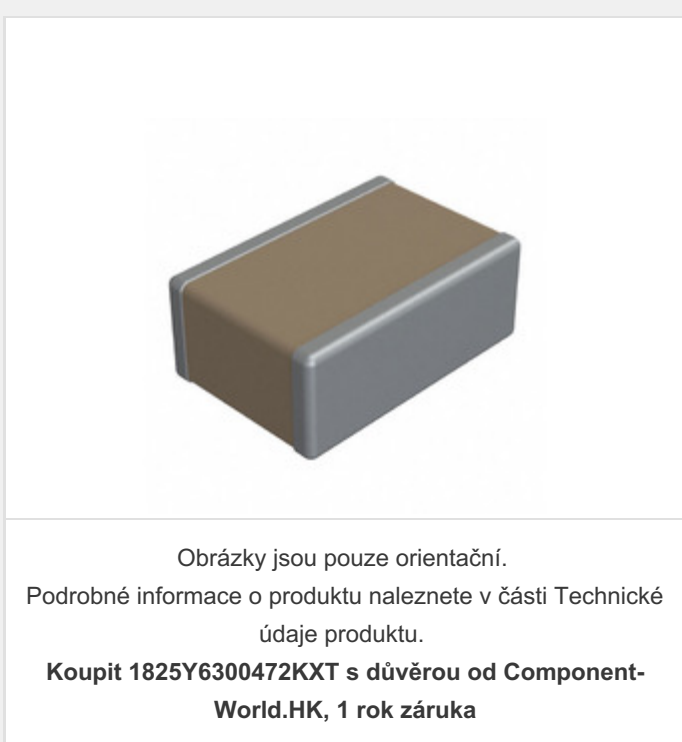 Obrázky jsou pouze orientační.
Podrobné informace o produktu naleznete v části Technické
údaje produktu.
Koupit 1825Y6300472KXT s důvěrou od Component-
World.HK, 1 rok záruka